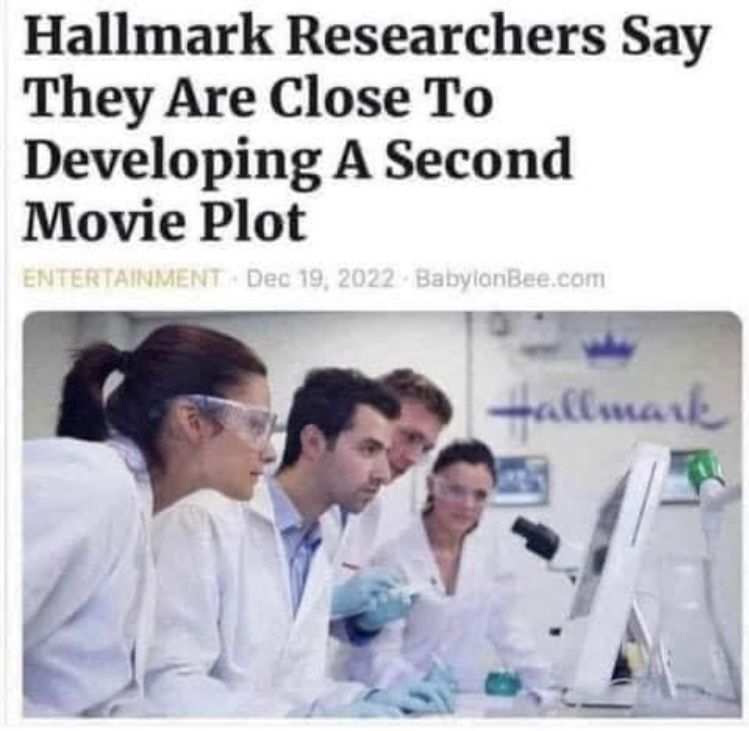 Hallmark Researchers Say
They Are Close To
Developing A Second
Movie Plot
ENTERTAINMENT · Dec 19, 2022 · BabylonBee.com
Hallmark